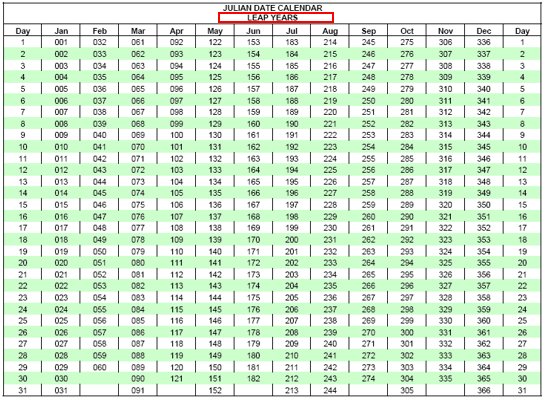 JULIAN DATE CALENDAR
LEAP YEARS
Day Jan Feb Mar Apr May Jun Jul Aug Sep Oct Nov Dec Day
1 001 032 061 092 122 153 183 214 245 275 306 336 1
2 002 033 062 093 123 154 184 215 246 276 307 337 2
3 003 034 063 094 124 155 185 216 247 277 308 338 3
4 004 035 064 095 125 156 186 217 248 278 309 339 4
5 005 036 065 096 126 157 187 218 249 279 310 340 5
6 006 037 066 097 127 158 188 219 250 280 311 341 6
7 007 038 067 098 128 159 189 220 251 281 312 342 7
8 008 039 068 099 129 160 190 221 252 282 313 343 8
9 009 040 069 100 130 161 191 222 253 283 314 344 9
10 010 041 070 101 131 162 192 223 254 284 315 345 10
11 011 042 071 102 132 163 193 224 255 285 316 346 11
12 012 043 072 103 133 164 194 225 256 286 317 347 12
13 013 044 073 104 134 165 195 226 257 287 318 348 13
14 014 045 074 105 135 166 196 227 258 288 319 349 14
15 015 046 075 106 136 167 197 228 259 289 320 350 15
16 016 047 076 107 137 168 198 229 260 290 321 351 16
17 017 048 077 108 138 169 199 230 261 291 322 352 17
18 018 049 078 109 139 170 200 231 262 292 323 353 18
19 019 050 079 110 140 171 201 232 263 293 324 354 19
20 020 051 080 111 141 172 202 233 264 294 325 355 20
21 021 052 081 112 142 173 203 234 265 295 326 356 21
22 022 053 082 113 143 174 204 235 266 296 327 357 22
23 023 054 083 114 144 175 205 236 267 297 328 358 23
24 024 055 084 115 145 176 206 237 268 298 329 359 24
25 025 056 085 116 146 177 207 238 269 299 330 360 25
26 026 057 086 117 147 178 208 239 270 300 331 361 26
27 027 058 087 118 148 179 209 240 271 301 332 362 27
28 028 059 088 119 149 180 210 241 272 302 333 363 28
29 029 060 089 120 150 181 211 242 273 303 334 364 29
30 030 090 121 151 182 212 243 274 304 335 365 30
31 031 091 152 213 244 305 366 31